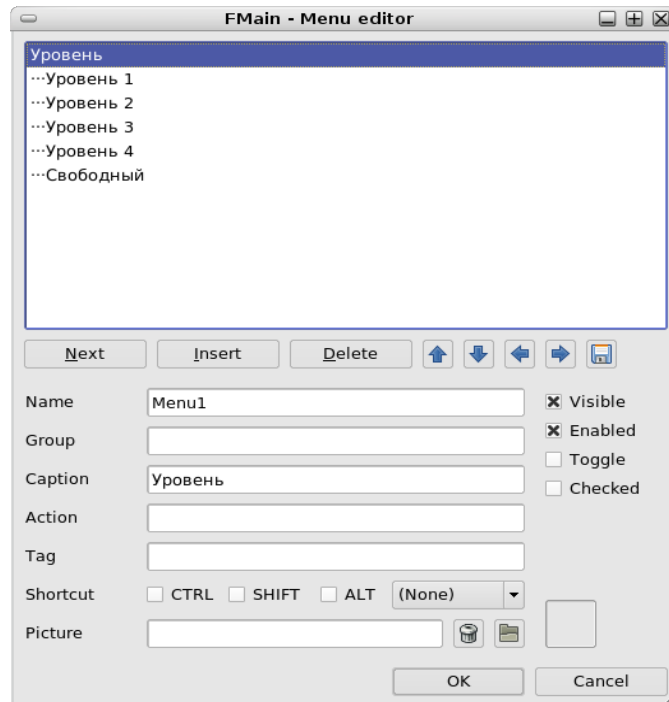 FMain - Menu editor
Уровень
Уровень 1
Уровень 2
Уровень 3
Уровень 4
Свободный
Next Insert Delete
Name Menu1 Visible
Group Enabled
Toggle
Caption Уровень Checked
Action
Tag
Shortcut CTRL SHIFT ALT (None)
Picture
OK Cancel